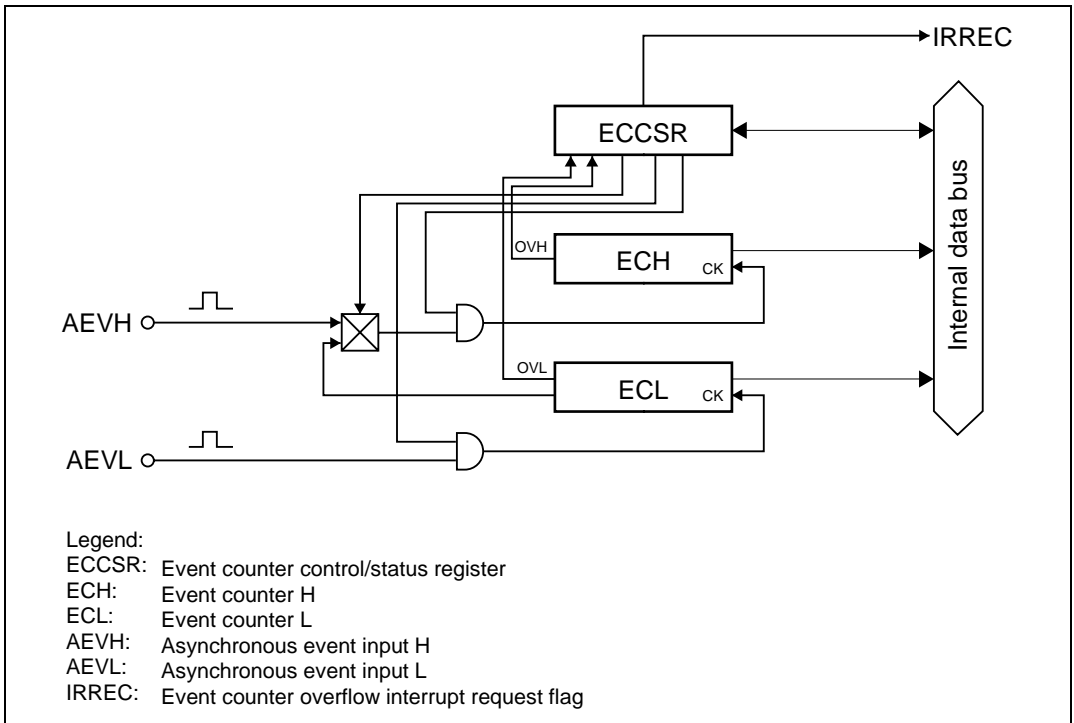 IRREC
ECCSR
Internal data bus
OVH
ECH
CK
AEVH
OVL
ECL
CK
AEVL
Legend:
ECCSR: Event counter control/status register
ECH: Event counter H
ECL: Event counter L
AEVH: Asynchronous event input H
AEVL: Asynchronous event input L
IRREC: Event counter overflow interrupt request flag